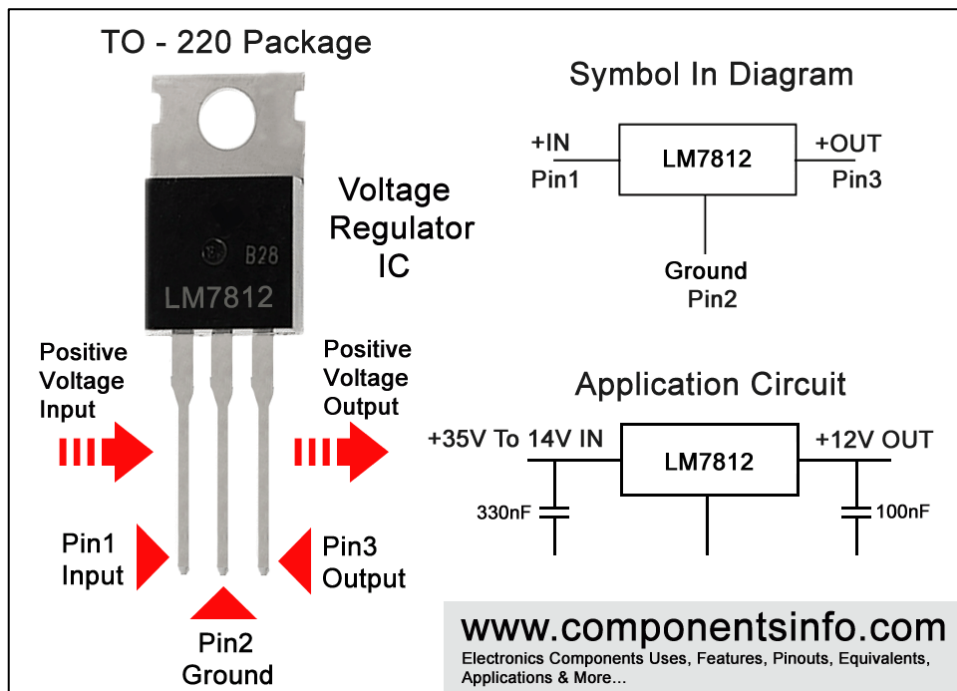 TO - 220 Package
Voltage
Regulator
IC
B28
LM7812
Positive
Voltage
Input
Positive
Voltage
Output
Pin1
Input
Pin3
Output
Pin2
Ground
Symbol In Diagram
+IN
Pin1
LM7812
+OUT
Pin3
Ground
Pin2
Application Circuit
+35V To 14V IN
LM7812
+12V OUT
330nF
100nF
www.componentsinfo.com
Electronics Components Uses, Features, Pinouts, Equivalents,
Applications & More...